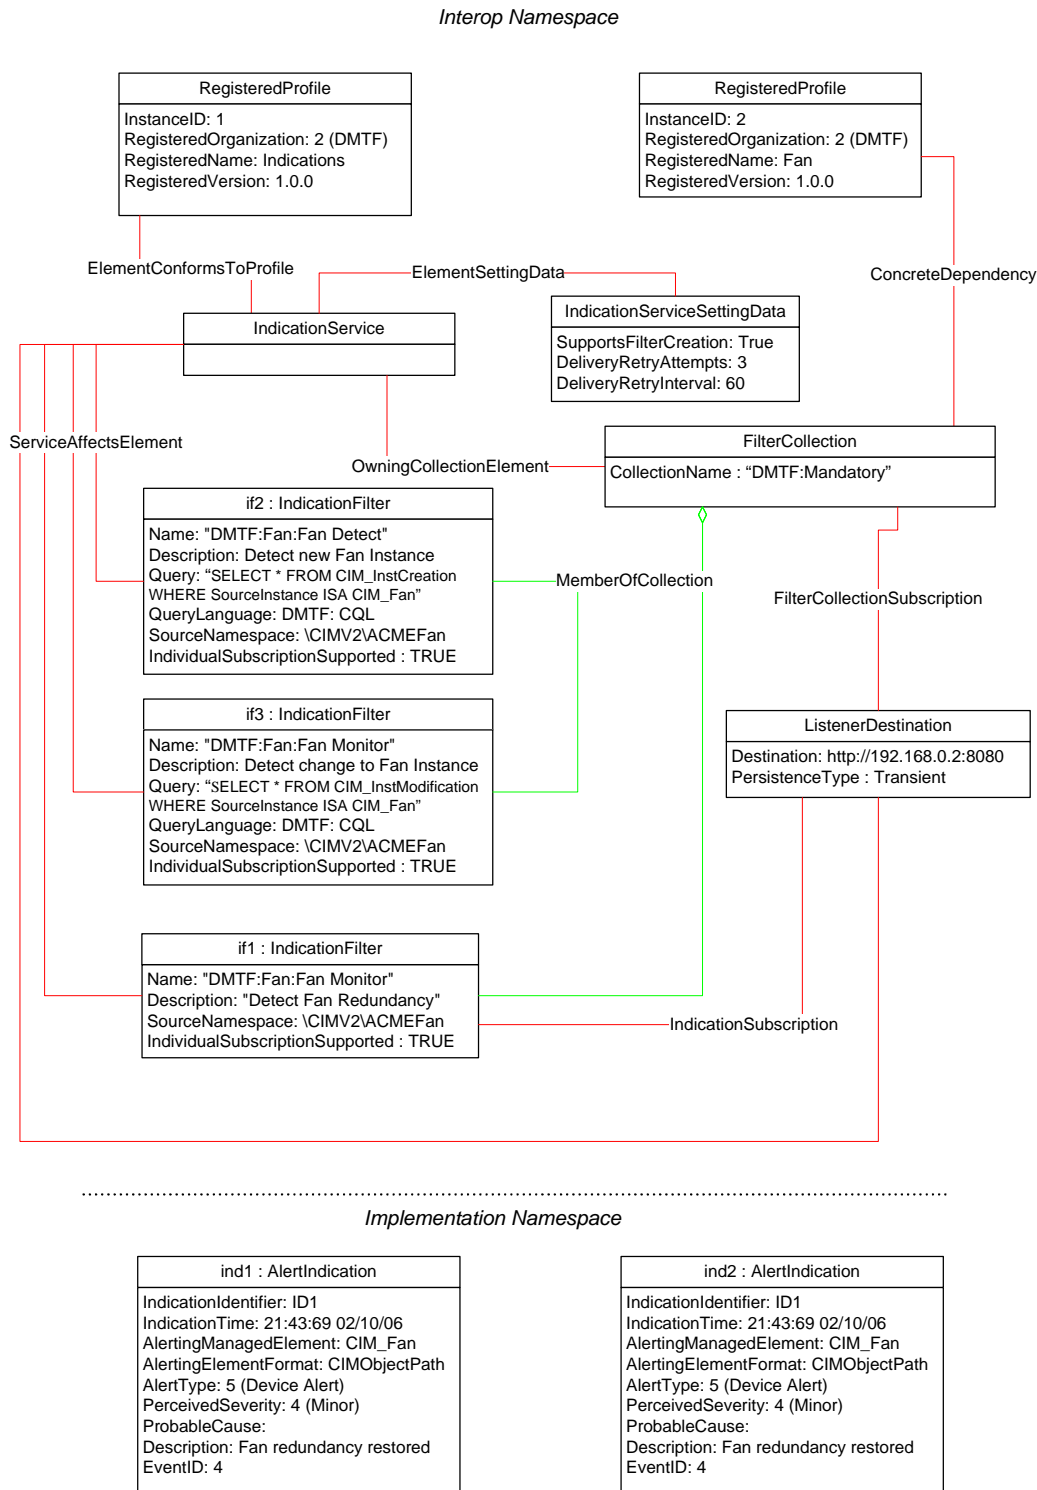 Interop Namespace
RegisteredProfile
InstanceID: 1
RegisteredOrganization: 2 (DMTF)
RegisteredName: Indications
RegisteredVersion: 1.0.0
RegisteredProfile
InstanceID: 2
RegisteredOrganization: 2 (DMTF)
RegisteredName: Fan
RegisteredVersion: 1.0.0
ElementConformsToProfile
ElementSettingData
ConcreteDependency
IndicationService
IndicationServiceSettingData
SupportsFilterCreation: True
DeliveryRetryAttempts: 3
DeliveryRetryInterval: 60
ServiceAffectsElement
OwningCollectionElement
FilterCollection
CollectionName : “DMTF:Mandatory”
if2 : IndicationFilter
Name: "DMTF:Fan:Fan Detect"
Description: Detect new Fan Instance
Query: “SELECT * FROM CIM_InstCreation
WHERE SourceInstance ISA CIM_Fan”
QueryLanguage: DMTF: CQL
SourceNamespace: \CIMV2\ACMEFan
IndividualSubscriptionSupported : TRUE
MemberOfCollection
FilterCollectionSubscription
if3 : IndicationFilter
Name: "DMTF:Fan:Fan Monitor"
Description: Detect change to Fan Instance
Query: “SELECT * FROM CIM_InstModification
WHERE SourceInstance ISA CIM_Fan”
QueryLanguage: DMTF: CQL
SourceNamespace: \CIMV2\ACMEFan
IndividualSubscriptionSupported : TRUE
ListenerDestination
Destination: http://192.168.0.2:8080
PersistenceType : Transient
if1 : IndicationFilter
Name: "DMTF:Fan:Fan Monitor"
Description: "Detect Fan Redundancy"
SourceNamespace: \CIMV2\ACMEFan
IndividualSubscriptionSupported : TRUE
IndicationSubscription
Implementation Namespace
ind1 : AlertIndication
IndicationIdentifier: ID1
IndicationTime: 21:43:69 02/10/06
AlertingManagedElement: CIM_Fan
AlertingElementFormat: CIMObjectPath
AlertType: 5 (Device Alert)
PerceivedSeverity: 4 (Minor)
ProbableCause:
Description: Fan redundancy restored
EventID: 4
ind2 : AlertIndication
IndicationIdentifier: ID1
IndicationTime: 21:43:69 02/10/06
AlertingManagedElement: CIM_Fan
AlertingElementFormat: CIMObjectPath
AlertType: 5 (Device Alert)
PerceivedSeverity: 4 (Minor)
ProbableCause:
Description: Fan redundancy restored
EventID: 4